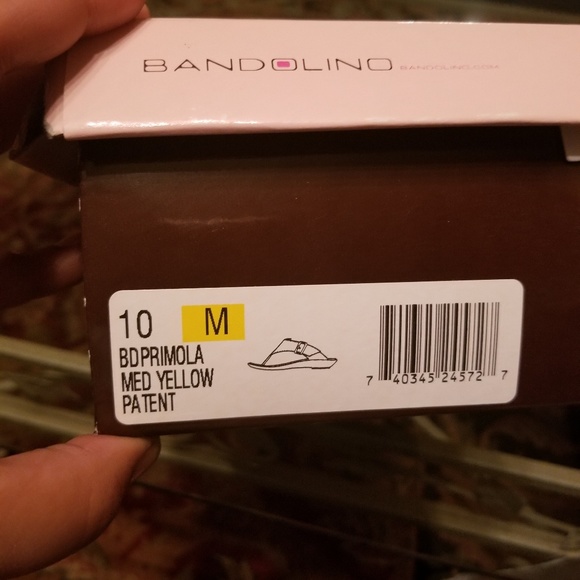 BANDOLINO BANDOLINO.COM
10 M
BDPRIMOLA
MED YELLOW
PATENT
7 40345 24572 7